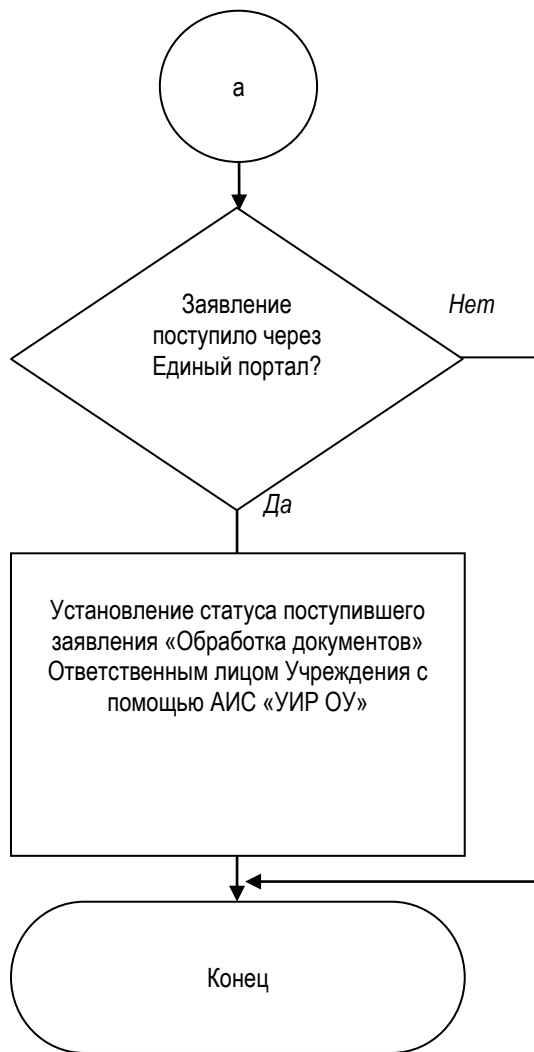 а
Заявление
поступило через
Единый портал?
Нет
Да
Установление статуса поступившего
заявления «Обработка документов»
Ответственным лицом Учреждения с
помощью АИС «УИР ОУ»
Конец